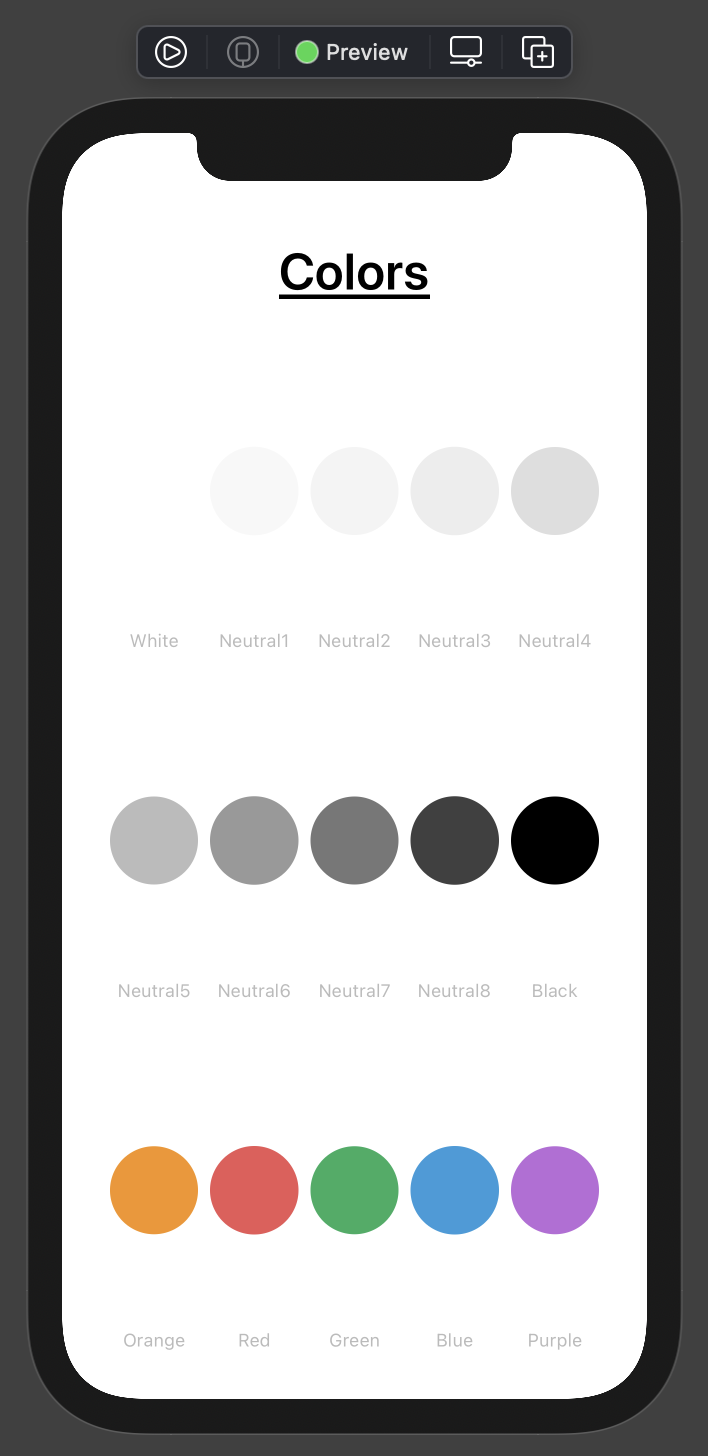 Preview
Colors
White Neutral1 Neutral2 Neutral3 Neutral4
Neutral5 Neutral6 Neutral7 Neutral8 Black
Orange Red Green Blue Purple